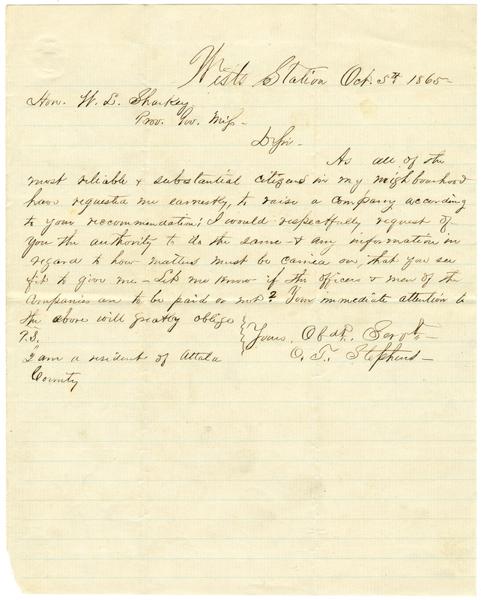 Wests Station Oct. 5th 1865
Hon. W. L. Sharkey
Prov. Gov. Miss.
D Sir
As all of the
most reliable & substantial citizens in my neighbourhood
have requested me earnestly, to raise a Company according
to your reccommendation; I would respectfully request of
you the authority to do the same & any information in
regard to how matters must be carried on, that you see
fit to give me - Let me know if the officers & men of the
Companies are to be paid or not? Your immediate attention to
the above will greatly oblige
Yours, Obdt. Servt.
O. T. Stepherd
P.S.
I am a resident of Attala
County